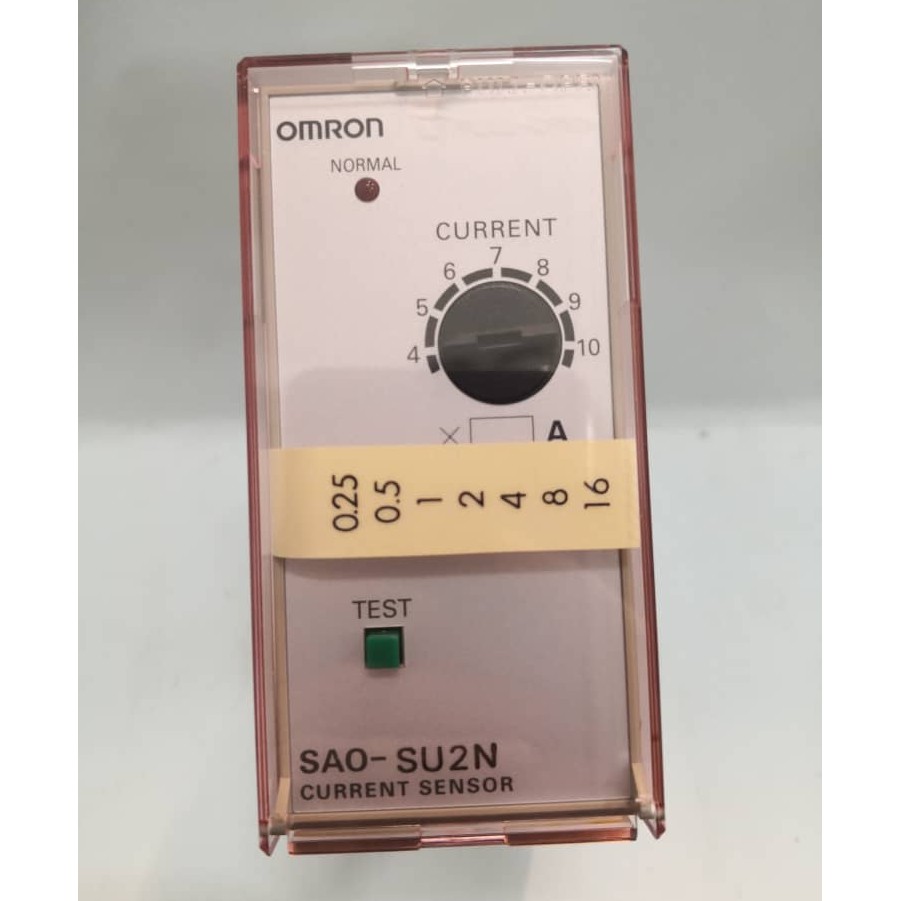 OMRON
NORMAL
CURRENT
4 5 6 7 8 9 10
× A
0.25 0.5 1 2 4 8 16
TEST
SAO-SU2N
CURRENT SENSOR